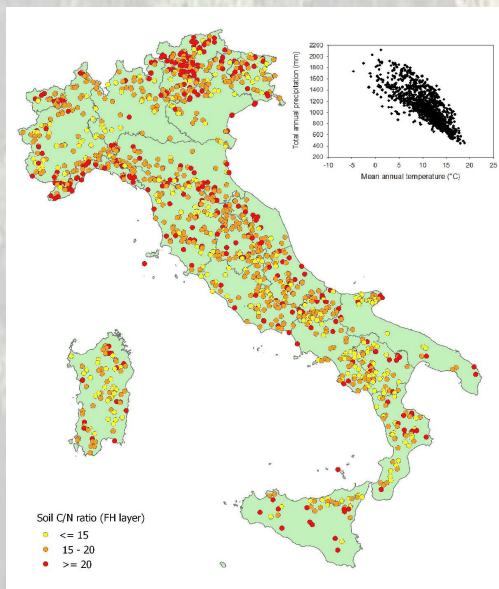 2200
2000
1800
1600
1400
1200
1000
800
600
400
200
Total annual precipitation (mm)
-10 -5 0 5 10 15 20 25
Mean annual temperature (°C)
Soil C/N ratio (FH layer)
<= 15
15 - 20
>= 20